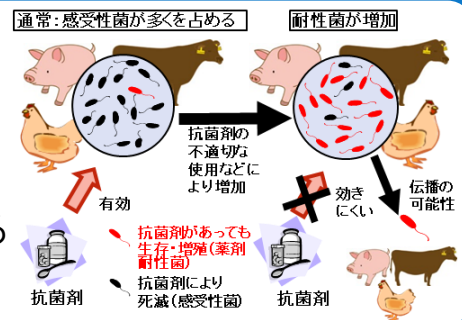 通常:感受性菌が多くを占める
耐性菌が増加
抗菌剤の
不適切な
使用などに
より増加
有効
効き
にくい
伝播の
可能性
の
抗菌剤
抗菌剤があっても
生存・増殖(薬剤
耐性菌)
抗菌剤により
死滅(感受性菌)
抗菌剤